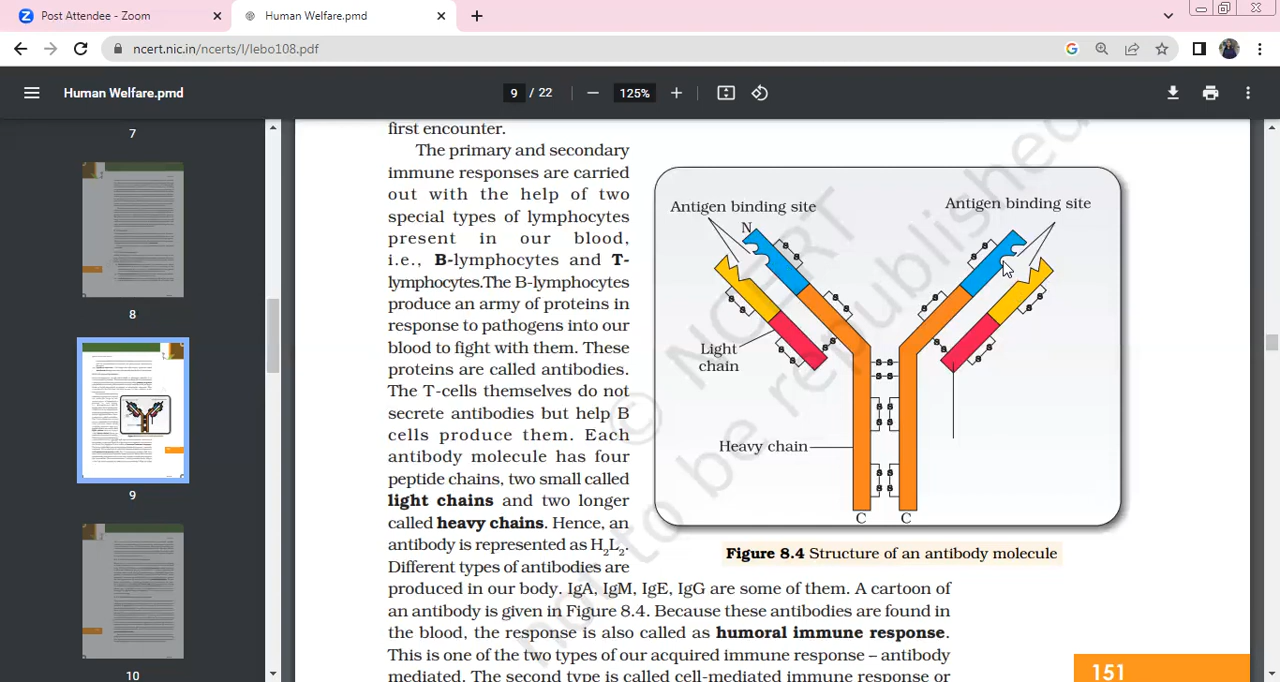 Post Attendee - Zoom
Human Welfare.pmd
ncert.nic.in/ncerts/l/lebo108.pdf
Human Welfare.pmd
9 / 22
125%
7
8
9
10
first encounter.
The primary and secondary
immune responses are carried
out with the help of two
special types of lymphocytes
present in our blood,
i.e., B-lymphocytes and T-
lymphocytes.The B-lymphocytes
produce an army of proteins in
response to pathogens into our
blood to fight with them. These
proteins are called antibodies.
The T-cells themselves do not
secrete antibodies but help B
cells produce them. Each
antibody molecule has four
peptide chains, two small called
light chains and two longer
called heavy chains. Hence, an
antibody is represented as H2L2.
Different types of antibodies are
produced in our body. IgA, IgM, IgE, IgG are some of them. A cartoon of
an antibody is given in Figure 8.4. Because these antibodies are found in
the blood, the response is also called as humoral immune response.
This is one of the two types of our acquired immune response – antibody
mediated. The second type is called cell-mediated immune response or
Antigen binding site
Antigen binding site
N
Light
chain
Heavy chain
C
C
Figure 8.4 Structure of an antibody molecule
© NCERT
not to be republished
151